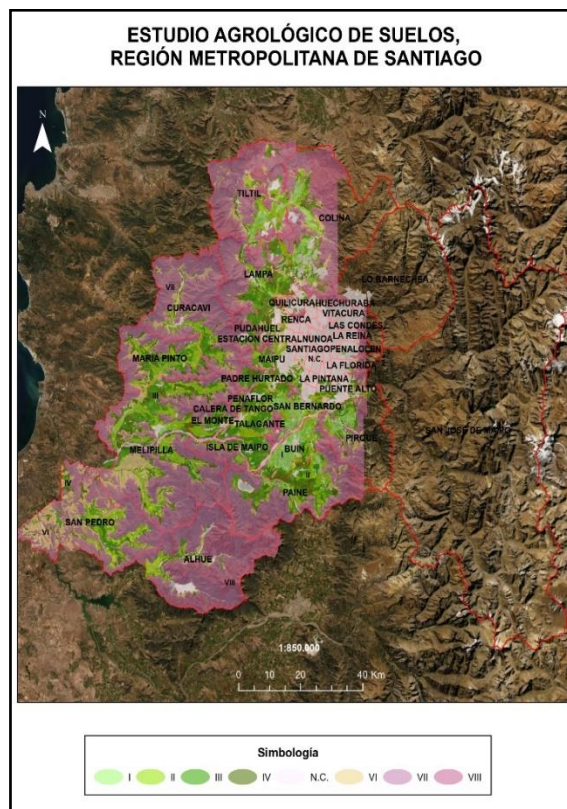 ESTUDIO AGROLÓGICO DE SUELOS,
REGIÓN METROPOLITANA DE SANTIAGO
N
TILTIL
COLINA
LAMPA
LO BARNECHEA
VII
CURACAVI
QUILICURA HUECHURABA
RENCA
VITACURA
PUDAHUEL
LAS CONDES
ESTACIÓN CENTRAL NUNOA
LA REINA
MARIA PINTO
MAIPU
SANTIAGO PENALOLEN
N.C.
LA FLORIDA
PADRE HURTADO
LA PINTANA
PUENTE ALTO
III
PENAFLOR
CALERA DE TANGO
SAN BERNARDO
EL MONTE
TALAGANTE
SAN JOSE DE MAIPO
PIRQUE
MELIPILLA
ISLA DE MAIPO
BUIN
I
IV
II
PAINE
SAN PEDRO
VI
ALHUE
VIII
1:850.000
0 10 20 40 Km
Simbología
I II III IV N.C. VI VII VIII